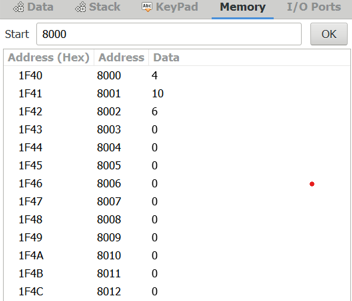 Data Stack KeyPad Memory I/O Ports
Start 8000 OK
Address (Hex) Address Data
1F40 8000 4
1F41 8001 10
1F42 8002 6
1F43 8003 0
1F44 8004 0
1F45 8005 0
1F46 8006 0
1F47 8007 0
1F48 8008 0
1F49 8009 0
1F4A 8010 0
1F4B 8011 0
1F4C 8012 0